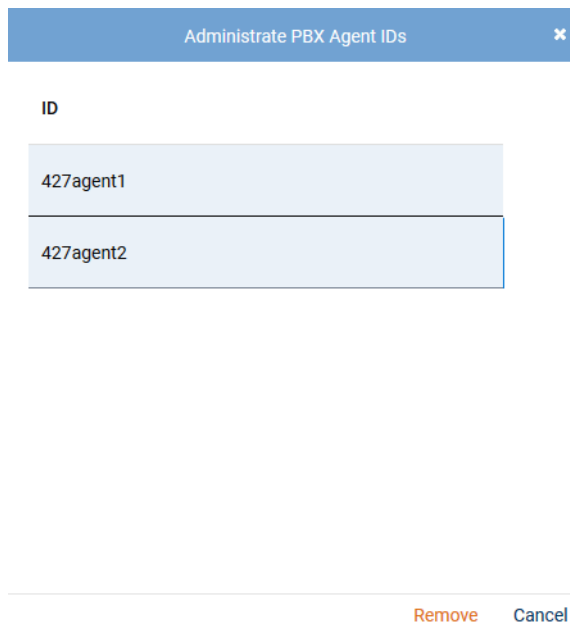 Administrate PBX Agent IDs
ID
427agent1
427agent2
Remove Cancel